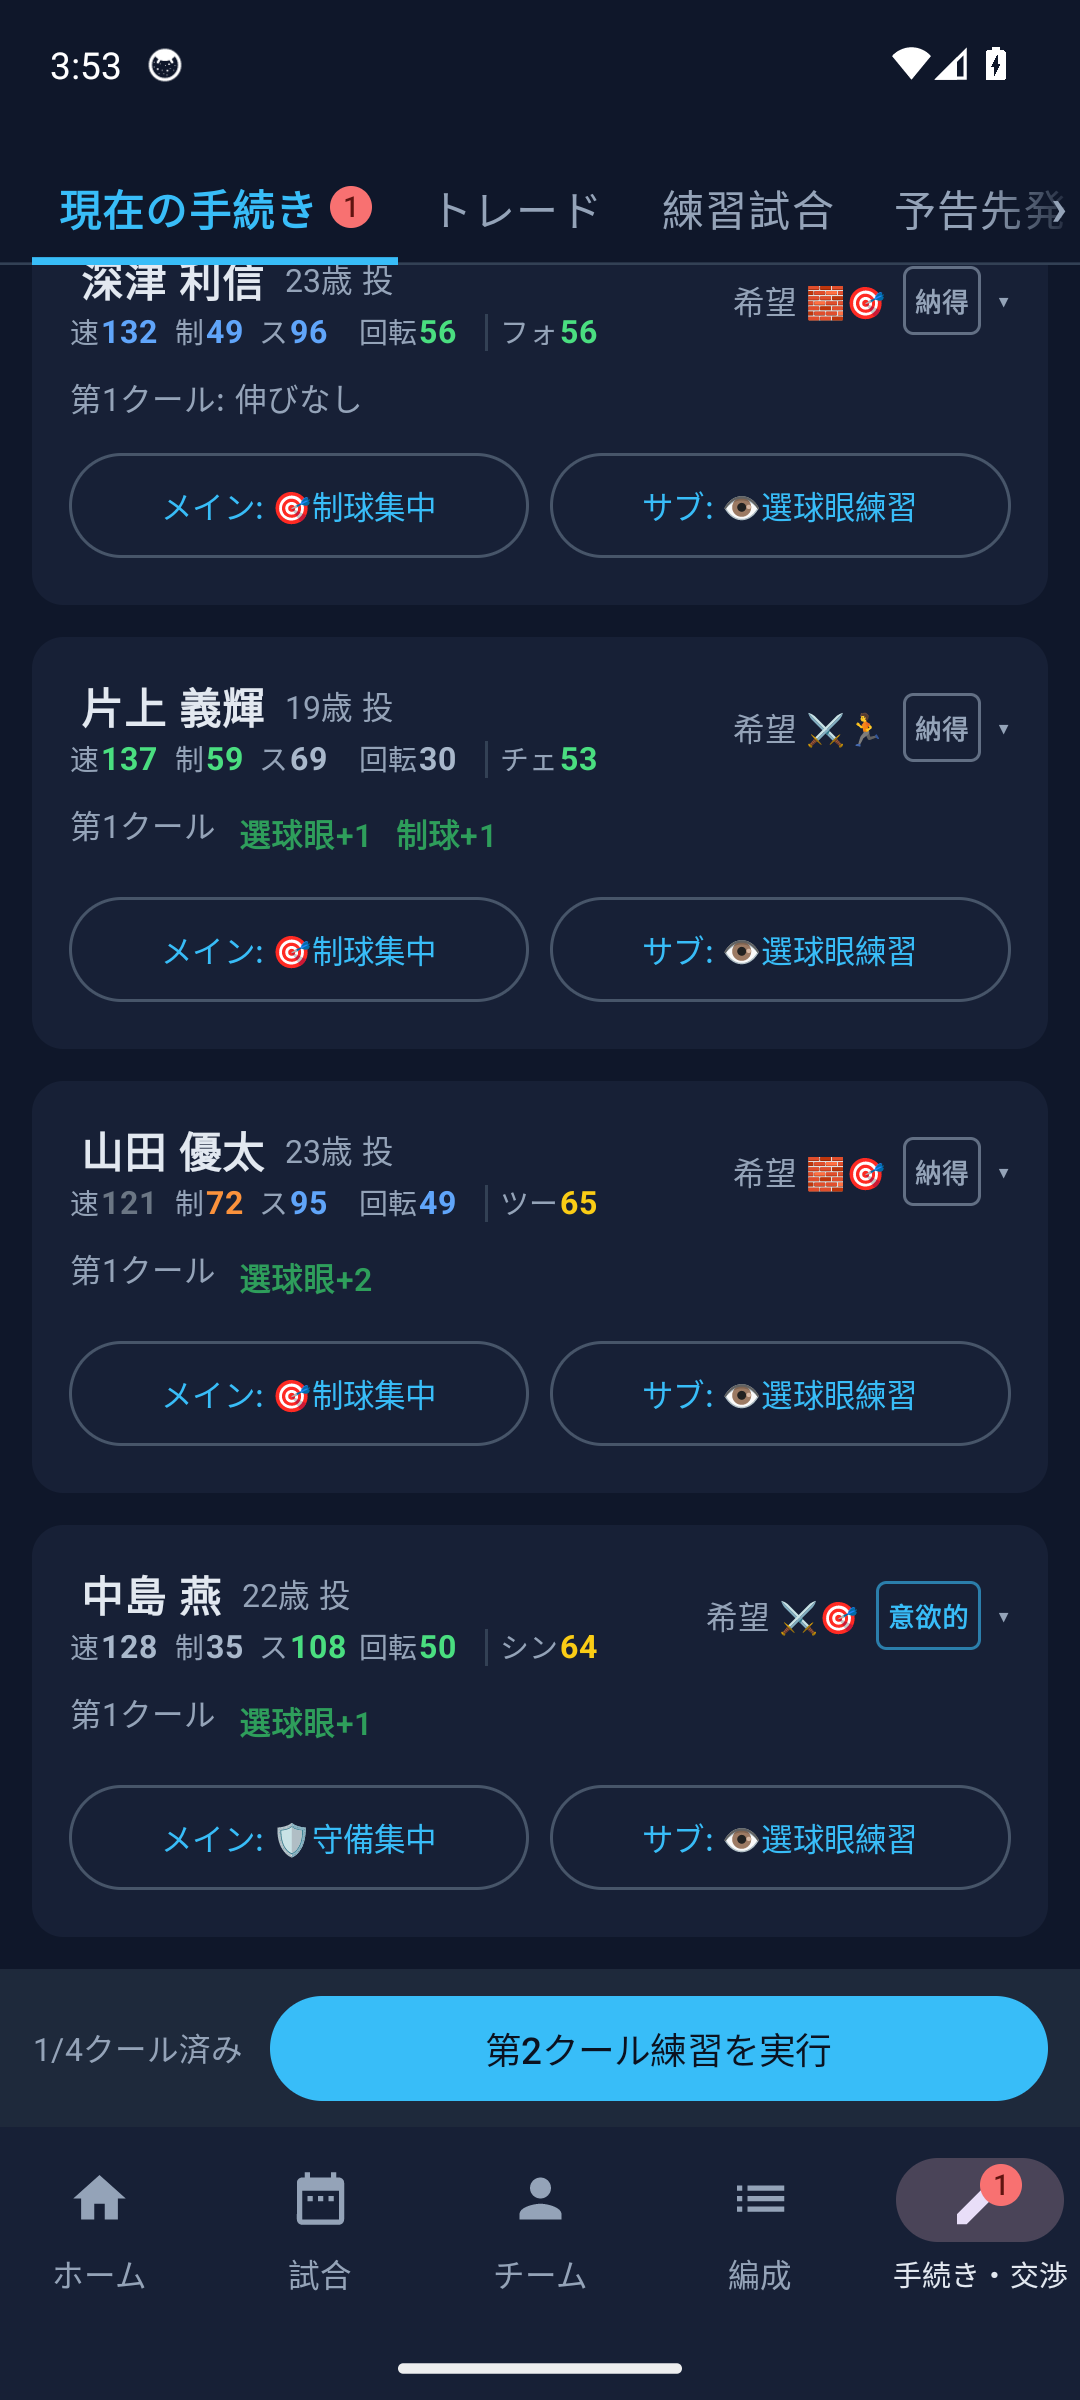 3:53
現在の手続き 1 トレード 練習試合 予告先発
深津 利信 23歳 投
希望 納得
速132 制49 ス96 回転56 フォ56
第1クール: 伸びなし
メイン: 制球集中 サブ: 選球眼練習
片上 義輝 19歳 投
希望 納得
速137 制59 ス69 回転30 チェ53
第1クール 選球眼+1 制球+1
メイン: 制球集中 サブ: 選球眼練習
山田 優太 23歳 投
希望 納得
速121 制72 ス95 回転49 ツー65
第1クール 選球眼+2
メイン: 制球集中 サブ: 選球眼練習
中島 燕 22歳 投
希望 意欲的
速128 制35 ス108 回転50 シン64
第1クール 選球眼+1
メイン: 守備集中 サブ: 選球眼練習
1/4クール済み 第2クール練習を実行
1
ホーム 試合 チーム 編成 手続き・交渉